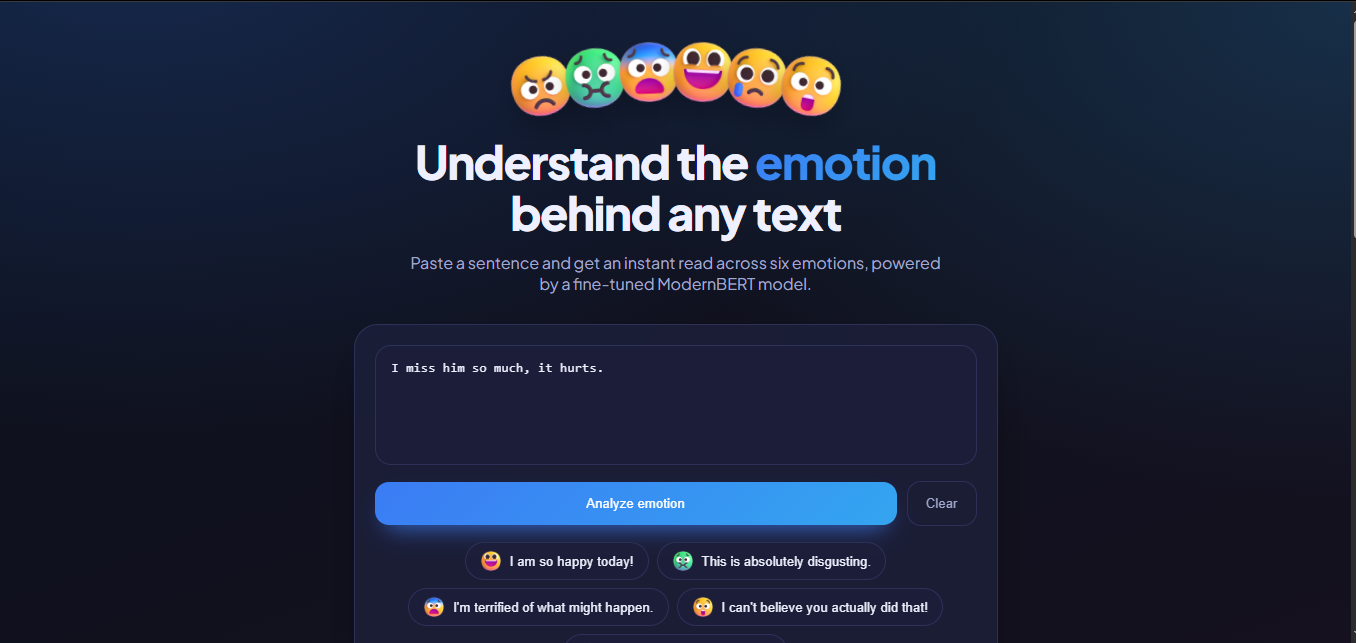 Understand the emotion
behind any text
Paste a sentence and get an instant read across six emotions, powered
by a fine-tuned ModernBERT model.
I miss him so much, it hurts.
Analyze emotion
Clear
I am so happy today!
This is absolutely disgusting.
I'm terrified of what might happen.
I can't believe you actually did that!